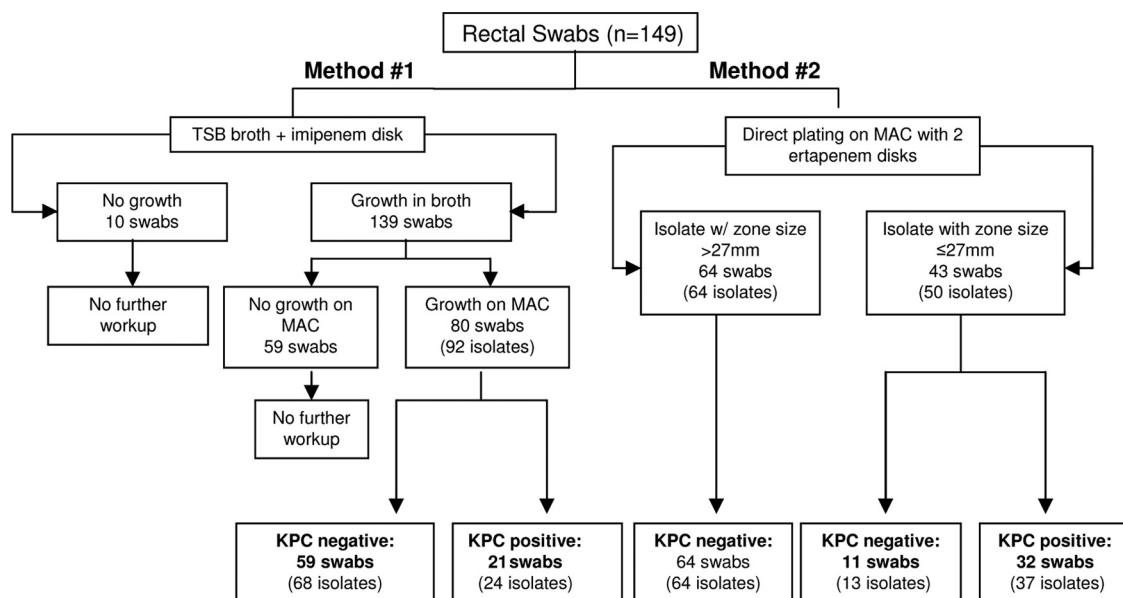 Rectal Swabs (n=149)
Method #1
Method #2
TSB broth + imipenem disk
Direct plating on MAC with 2
ertapenem disks
No growth
10 swabs
Growth in broth
139 swabs
Isolate w/ zone size
>27mm
64 swabs
(64 isolates)
Isolate with zone size
≤27mm
43 swabs
(50 isolates)
No further
workup
No growth on
MAC
59 swabs
Growth on MAC
80 swabs
(92 isolates)
No further
workup
KPC negative:
59 swabs
(68 isolates)
KPC positive:
21 swabs
(24 isolates)
KPC negative:
64 swabs
(64 isolates)
KPC negative:
11 swabs
(13 isolates)
KPC positive:
32 swabs
(37 isolates)